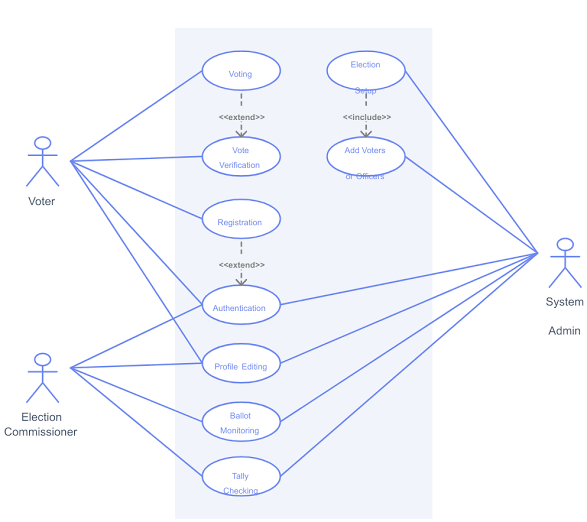 Voting
Election
Setup
<<extend>>
<<include>>
Vote
Verification
Add Voters
or Officers
Voter
Registration
<<extend>>
System
Admin
Authentication
Profile Editing
Election
Commissioner
Ballot
Monitoring
Tally
Checking